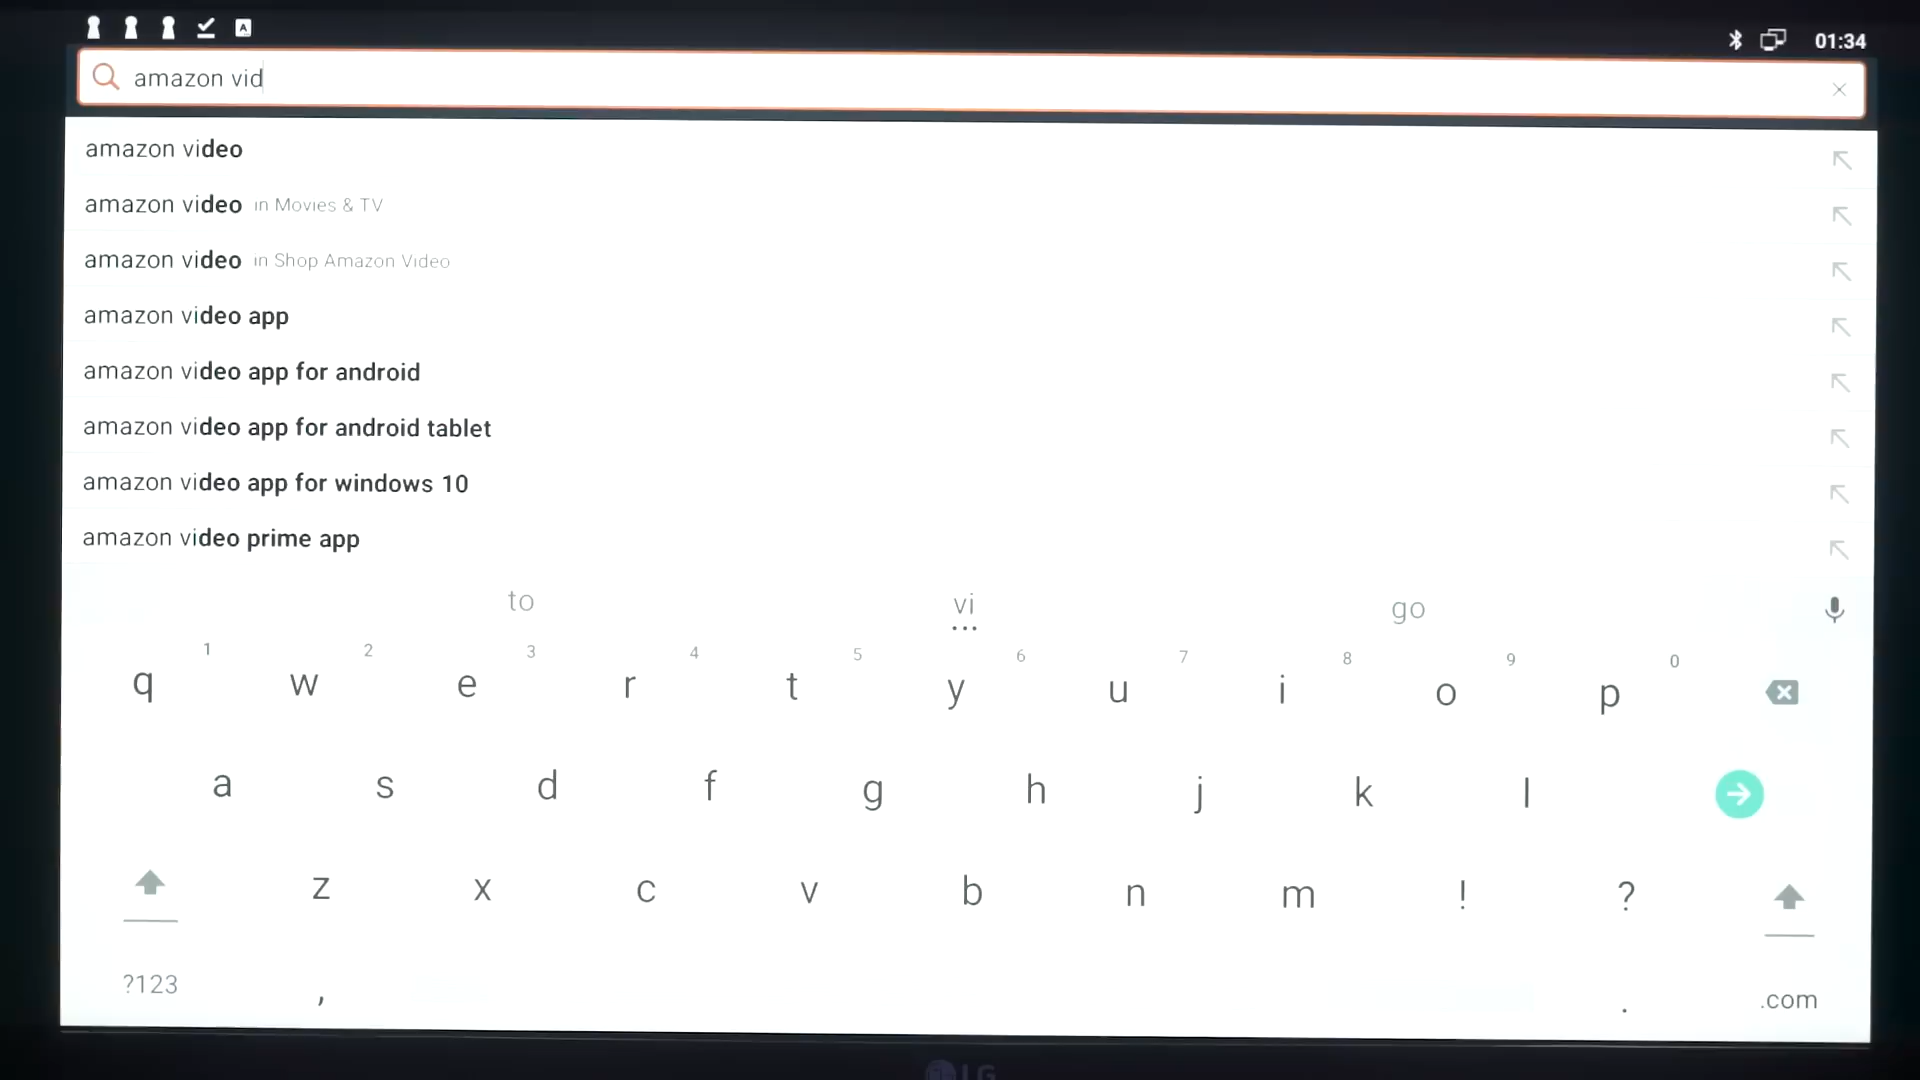 01:34
amazon vid
amazon video
amazon video in Movies & TV
amazon video in Shop Amazon Video
amazon video app
amazon video app for android
amazon video app for android tablet
amazon video app for windows 10
amazon video prime app
to vi go
1 2 3 4 5 6 7 8 9 0
q w e r t y u i o p
a s d f g h j k l
z x c v b n m ! ?
?123 , . .com
LG